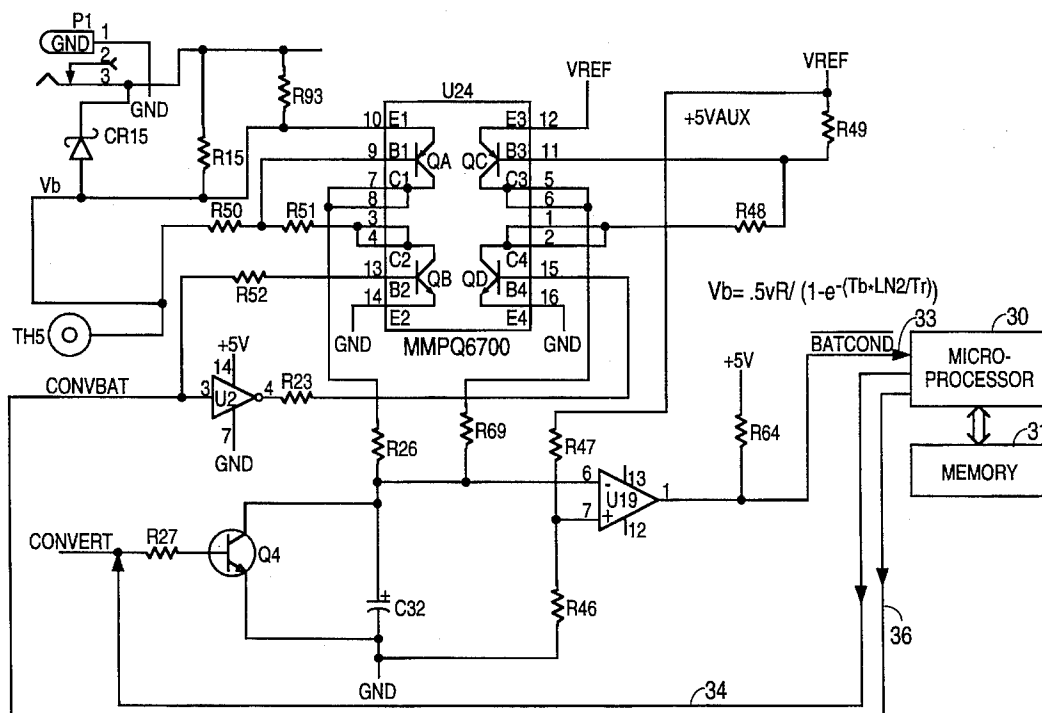 P1
GND 1
2
3
GND
CR15
R15
R93
Vb
U24
VREF
VREF
+5VAUX
R49
10 E1 E3 12
9 B1 QA QC B3 11
7 C1 C3 5
8 6
R50 R51 3 1 R48
4 2
C2 C4
R52 13 QB QD 15
B2 B4
14 16
E2 E4
GND MMPQ6700 GND
TH5
Vb= .5vR/ (1-e-(Tb*LN2/Tr))
+5V
14
CONVBAT 3 U2 4 R23
7
GND
R26
R69
R47
+5V
R64
BATCOND 33
30
MICRO-
PROCESSOR
31
MEMORY
6 - 13
U19 1
7 + 12
CONVERT R27 Q4
+
C32
R46
GND
34
36